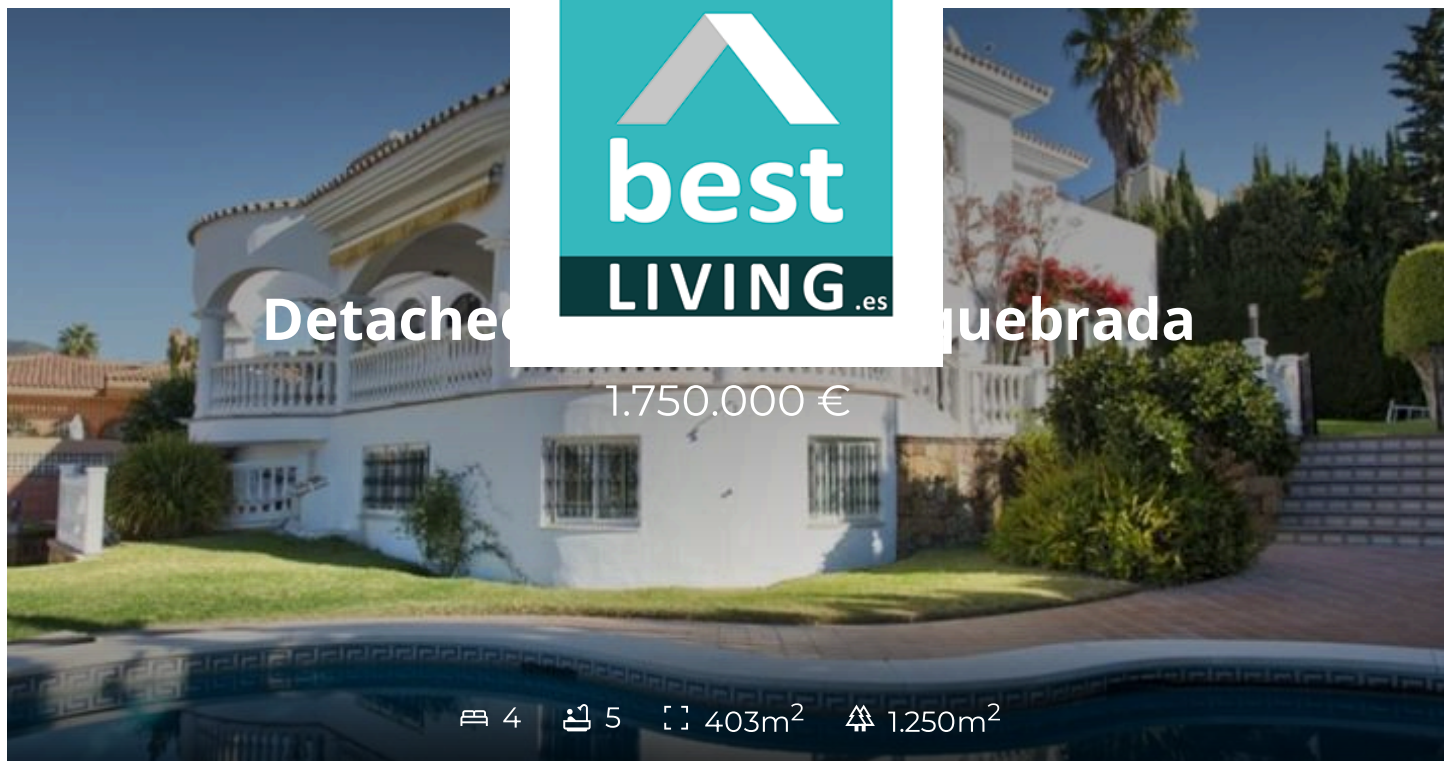 best
LIVING.es
Detached
quebrada
1.750.000 €
4 5 403m² 1.250m²